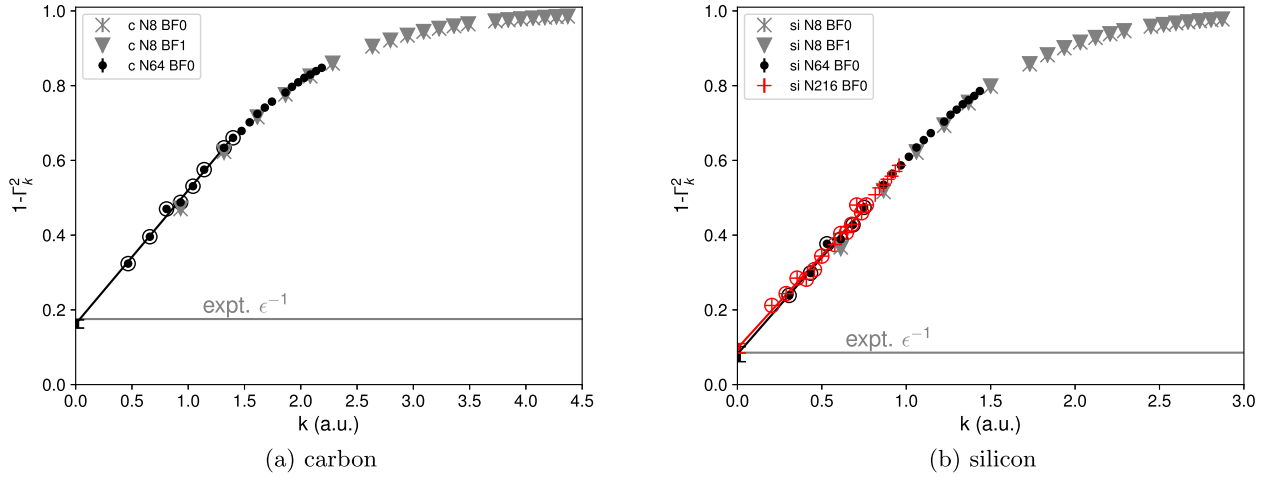 1.0
0.8
0.6
0.4
0.2
0.0
1-Γ²ₖ
c N8 BF0
c N8 BF1
c N64 BF0
expt. ϵ⁻¹
0.0 0.5 1.0 1.5 2.0 2.5 3.0 3.5 4.0 4.5
k (a.u.)
(a) carbon
1.0
0.8
0.6
0.4
0.2
0.0
1-Γ²ₖ
si N8 BF0
si N8 BF1
si N64 BF0
si N216 BF0
expt. ϵ⁻¹
0.0 0.5 1.0 1.5 2.0 2.5 3.0
k (a.u.)
(b) silicon